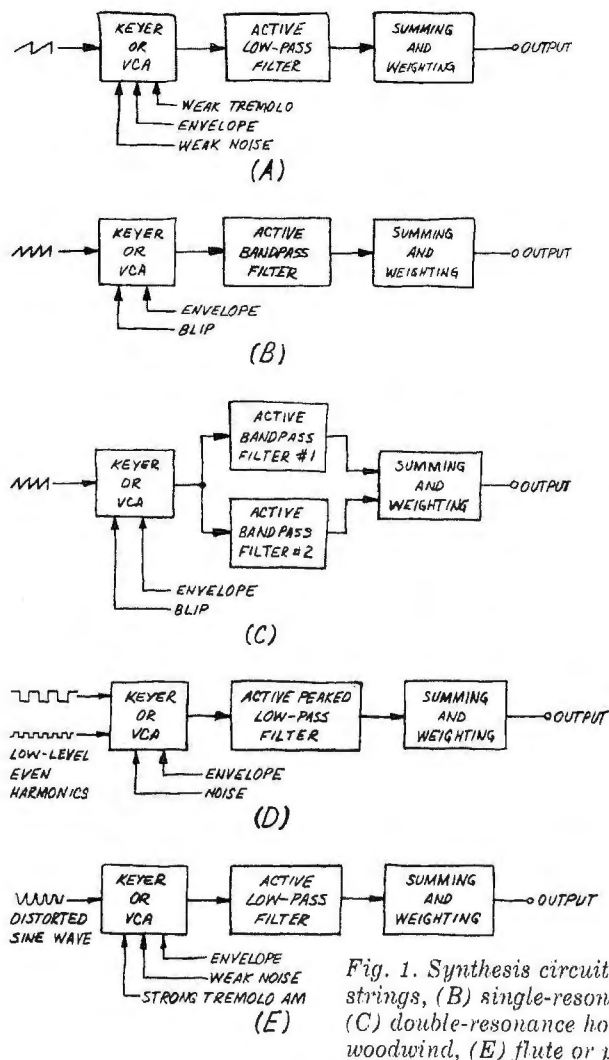 KEYER OR VCA
ACTIVE LOW-PASS FILTER
SUMMING AND WEIGHTING
OUTPUT
WEAK TREMOLO
ENVELOPE
WEAK NOISE
(A)
KEYER OR VCA
ACTIVE BANDPASS FILTER
SUMMING AND WEIGHTING
OUTPUT
ENVELOPE
BLIP
(B)
KEYER OR VCA
ACTIVE BANDPASS FILTER #1
ACTIVE BANDPASS FILTER #2
SUMMING AND WEIGHTING
OUTPUT
ENVELOPE
BLIP
(C)
LOW-LEVEL EVEN HARMONICS
KEYER OR VCA
ACTIVE PEAKED LOW-PASS FILTER
SUMMING AND WEIGHTING
OUTPUT
ENVELOPE
NOISE
(D)
DISTORTED SINE WAVE
KEYER OR VCA
ACTIVE LOW-PASS FILTER
SUMMING AND WEIGHTING
OUTPUT
ENVELOPE
WEAK NOISE
STRONG TREMOLO AM
(E)
Fig. 1. Synthesis circuit
strings, (B) single-reson
(C) double-resonance ho
woodwind, (E) flute or